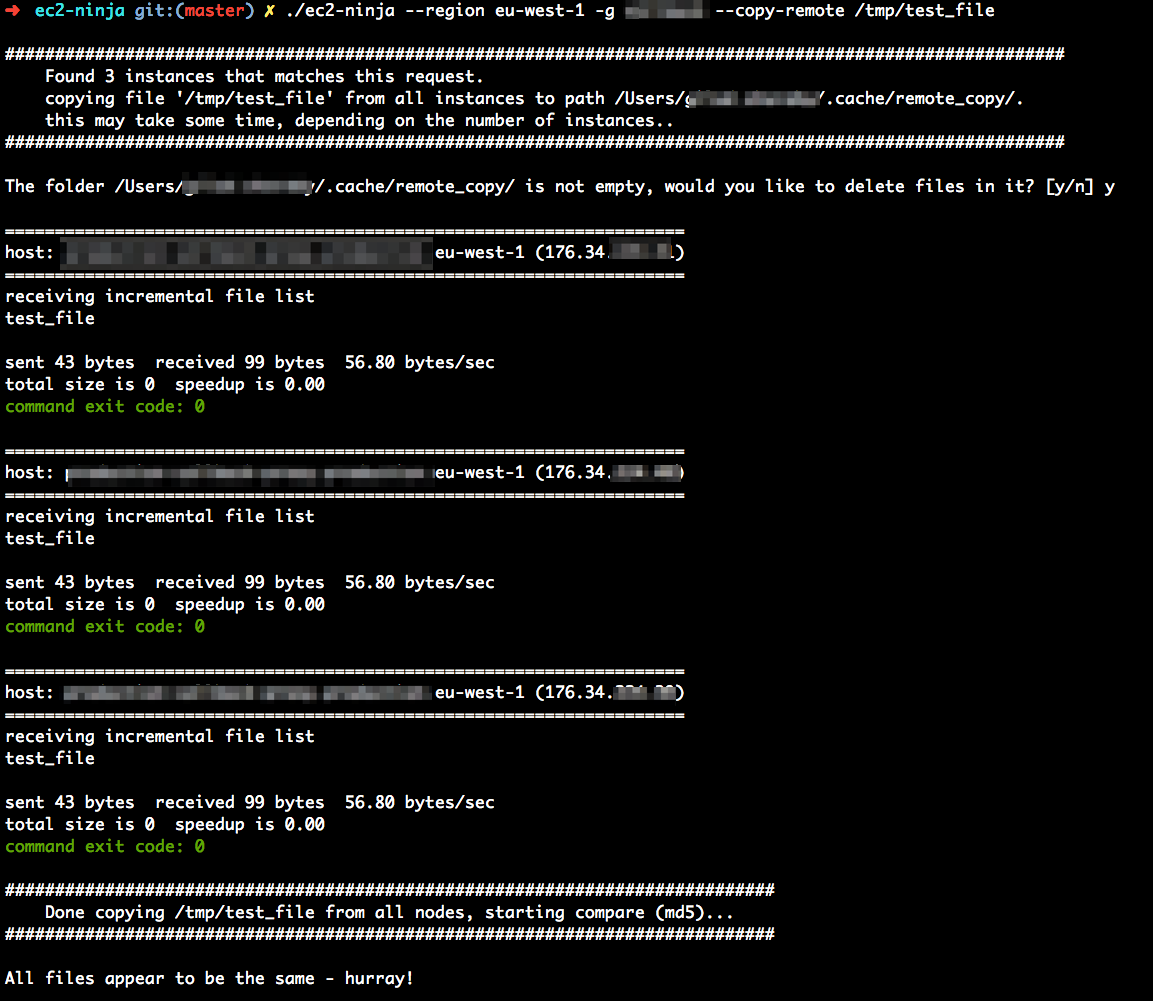 ➜ ec2-ninja git:(master) ✗ ./ec2-ninja --region eu-west-1 -g --copy-remote /tmp/test_file
##########################################################################################################
Found 3 instances that matches this request.
copying file '/tmp/test_file' from all instances to path /Users/g /.cache/remote_copy/.
this may take some time, depending on the number of instances..
##########################################################################################################
The folder /Users/ /.cache/remote_copy/ is not empty, would you like to delete files in it? [y/n] y
====================================================================
host: eu-west-1 (176.34. )
====================================================================
receiving incremental file list
test_file
sent 43 bytes  received 99 bytes  56.80 bytes/sec
total size is 0  speedup is 0.00
command exit code: 0
====================================================================
host: eu-west-1 (176.34. )
====================================================================
receiving incremental file list
test_file
sent 43 bytes  received 99 bytes  56.80 bytes/sec
total size is 0  speedup is 0.00
command exit code: 0
====================================================================
host: eu-west-1 (176.34. )
====================================================================
receiving incremental file list
test_file
sent 43 bytes  received 99 bytes  56.80 bytes/sec
total size is 0  speedup is 0.00
command exit code: 0
#############################################################################
Done copying /tmp/test_file from all nodes, starting compare (md5)...
#############################################################################
All files appear to be the same - hurray!